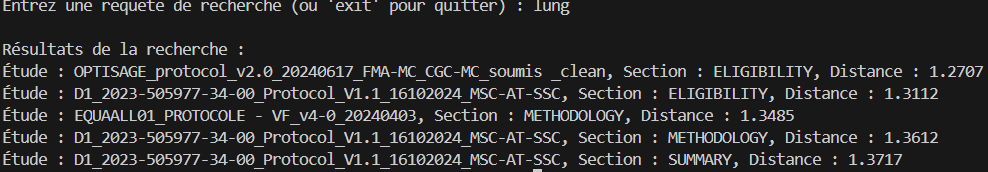 Entrez une requête de recherche (ou 'exit' pour quitter) : lung
Résultats de la recherche :
Étude : OPTISAGE_protocol_v2.0_20240617_FMA-MC_CGC-MC_soumis _clean, Section : ELIGIBILITY, Distance : 1.2707
Étude : D1_2023-505977-34-00_Protocol_V1.1_16102024_MSC-AT-SSC, Section : ELIGIBILITY, Distance : 1.3112
Étude : EQUAALL01_PROTOCOLE - VF_v4-0_20240403, Section : METHODOLOGY, Distance : 1.3485
Étude : D1_2023-505977-34-00_Protocol_V1.1_16102024_MSC-AT-SSC, Section : METHODOLOGY, Distance : 1.3612
Étude : D1_2023-505977-34-00_Protocol_V1.1_16102024_MSC-AT-SSC, Section : SUMMARY, Distance : 1.3717